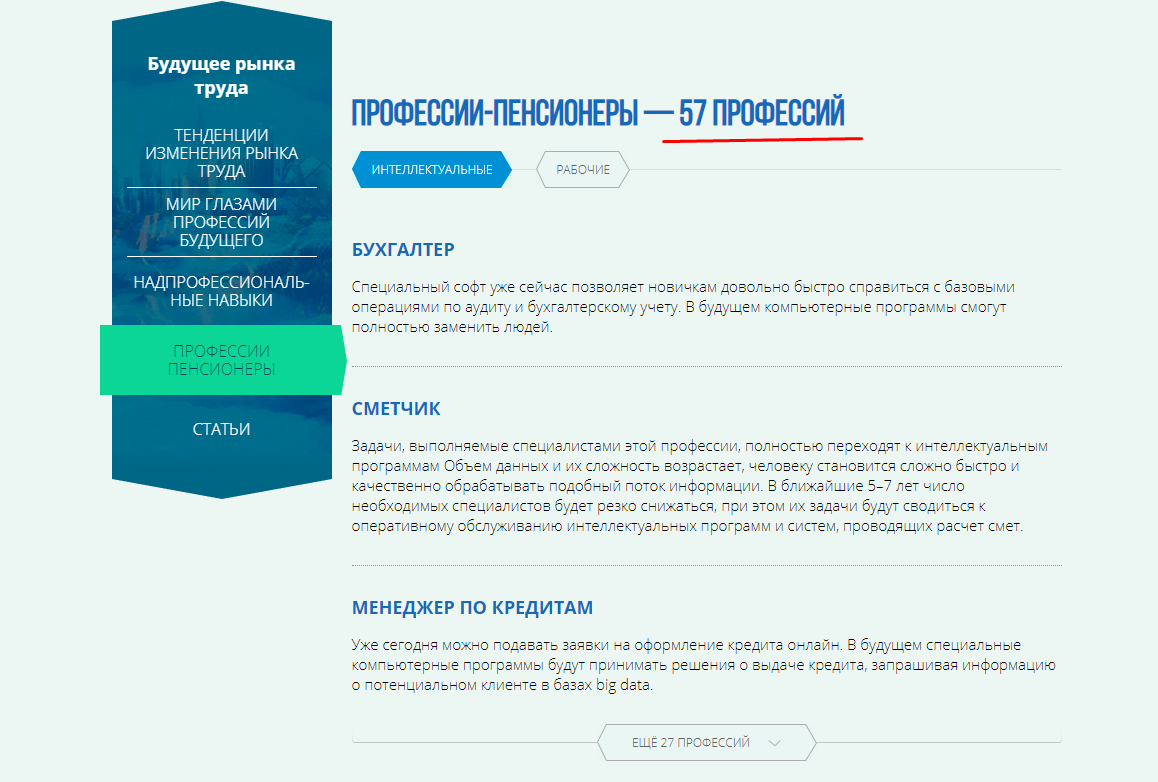 Будущее рынка
труда
ТЕНДЕНЦИИ
ИЗМЕНЕНИЯ РЫНКА
ТРУДА
МИР ГЛАЗАМИ
ПРОФЕССИЙ
БУДУЩЕГО
НАДПРОФЕССИОНАЛЬ-
НЫЕ НАВЫКИ
ПРОФЕССИИ
ПЕНСИОНЕРЫ
СТАТЬИ
ПРОФЕССИИ-ПЕНСИОНЕРЫ — 57 ПРОФЕССИЙ
ИНТЕЛЛЕКТУАЛЬНЫЕ
РАБОЧИЕ
БУХГАЛТЕР
Специальный софт уже сейчас позволяет новичкам довольно быстро справиться с базовыми
операциями по аудиту и бухгалтерскому учету. В будущем компьютерные программы смогут
полностью заменить людей.
СМЕТЧИК
Задачи, выполняемые специалистами этой профессии, полностью переходят к интеллектуальным
программам Объем данных и их сложность возрастает, человеку становится сложно быстро и
качественно обрабатывать подобный поток информации. В ближайшие 5–7 лет число
необходимых специалистов будет резко снижаться, при этом их задачи будут сводиться к
оперативному обслуживанию интеллектуальных программ и систем, проводящих расчет смет.
МЕНЕДЖЕР ПО КРЕДИТАМ
Уже сегодня можно подавать заявки на оформление кредита онлайн. В будущем специальные
компьютерные программы будут принимать решения о выдаче кредита, запрашивая информацию
о потенциальном клиенте в базах big data.
ЕЩЁ 27 ПРОФЕССИЙ